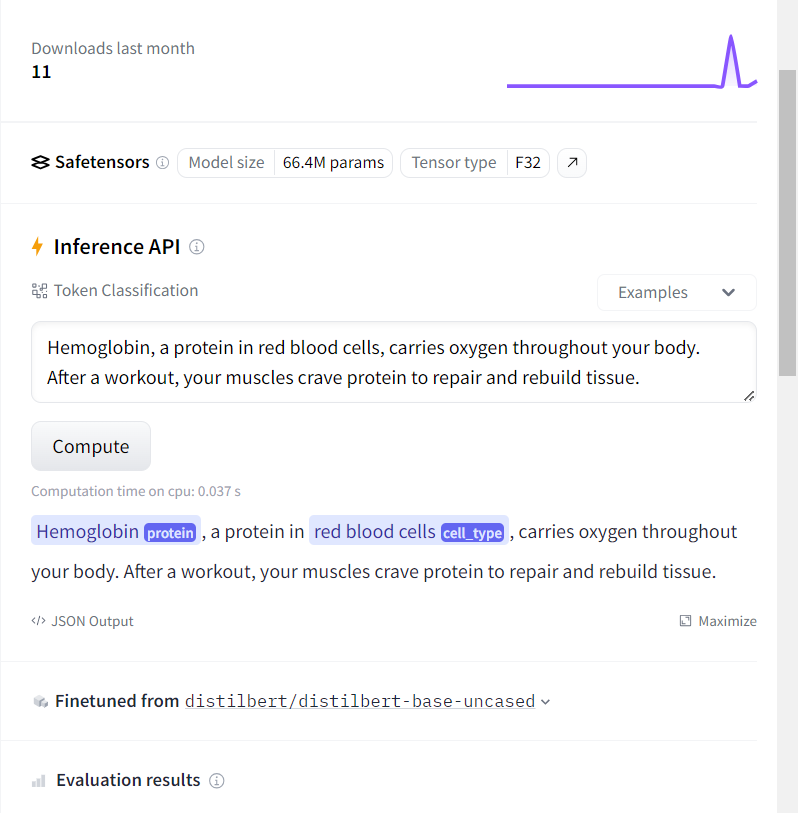 Downloads last month
11
Safetensors Model size 66.4M params Tensor type F32
Inference API
Token Classification Examples
Hemoglobin, a protein in red blood cells, carries oxygen throughout your body.
After a workout, your muscles crave protein to repair and rebuild tissue.
Compute
Computation time on cpu: 0.037 s
Hemoglobin protein , a protein in red blood cells cell_type , carries oxygen throughout
your body. After a workout, your muscles crave protein to repair and rebuild tissue.
</> JSON Output Maximize
Finetuned from distilbert/distilbert-base-uncased
Evaluation results